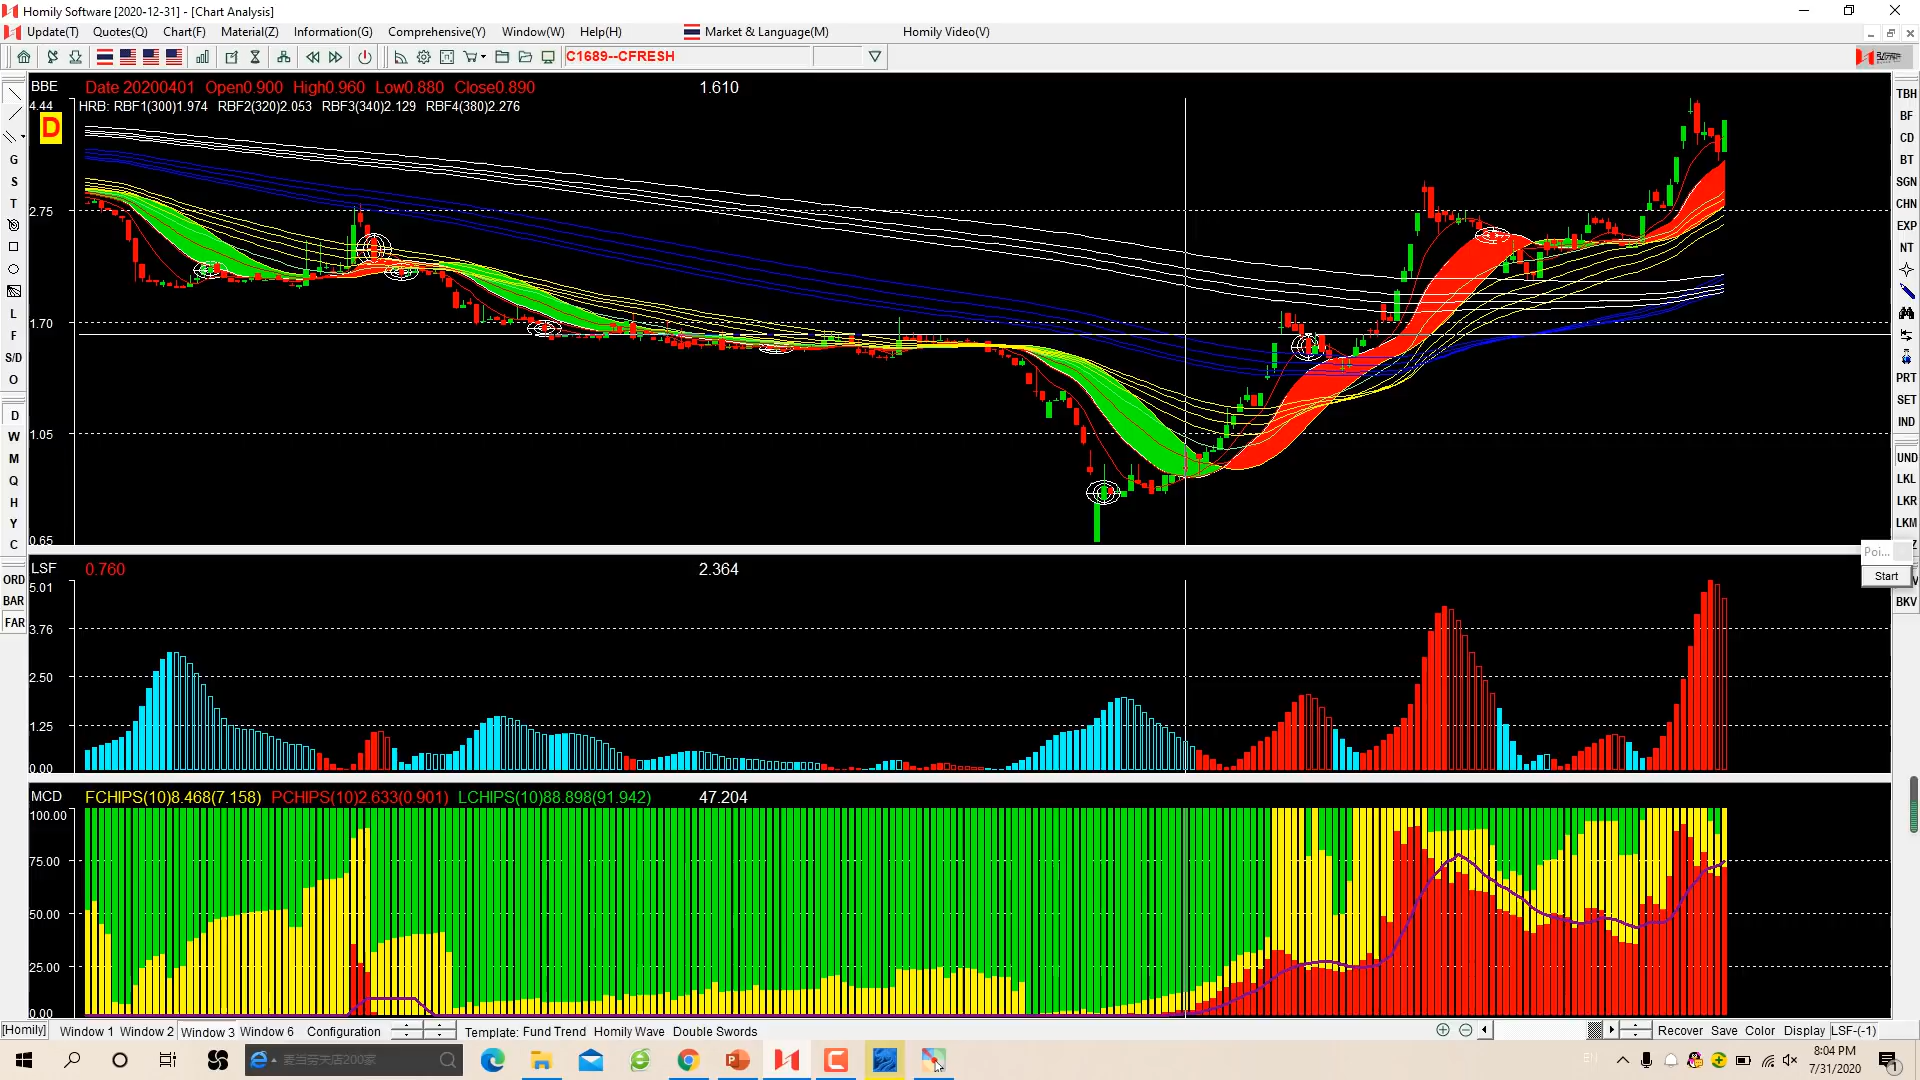 Homily Software [2020-12-31] - [Chart Analysis]
Update(T) Quotes(Q) Chart(F) Material(Z) Information(G) Comprehensive(Y) Window(W) Help(H) Market & Language(M) Homily Video(V)
C1689--CFRESH
BBE Date 20200401 Open0.900 High0.960 Low0.880 Close0.890 1.610
4.44 HRB: RBF1(300)1.974 RBF2(320)2.053 RBF3(340)2.129 RBF4(380)2.276
D
2.75
1.70
1.05
0.65
LSF 0.760 2.364
5.01
3.76
2.50
1.25
0.00
MCD FCHIPS(10)8.468(7.158) PCHIPS(10)2.633(0.901) LCHIPS(10)88.898(91.942) 47.204
100.00
75.00
50.00
25.00
0.00
G
S
T
L
F
S/D
O
D
W
M
Q
H
Y
C
ORD
BAR
FAR
TBH
BF
CD
BT
SGN
CHN
EXP
NT
PRT
SET
IND
UND
LKL
LKR
LKM
Z
Poi...
Start
V
BKV
[Homily] Window 1 Window 2 Window 3 Window 6 Configuration Template: Fund Trend Homily Wave Double Swords Recover Save Color Display LSF-(-1)
8:04 PM
7/31/2020
1